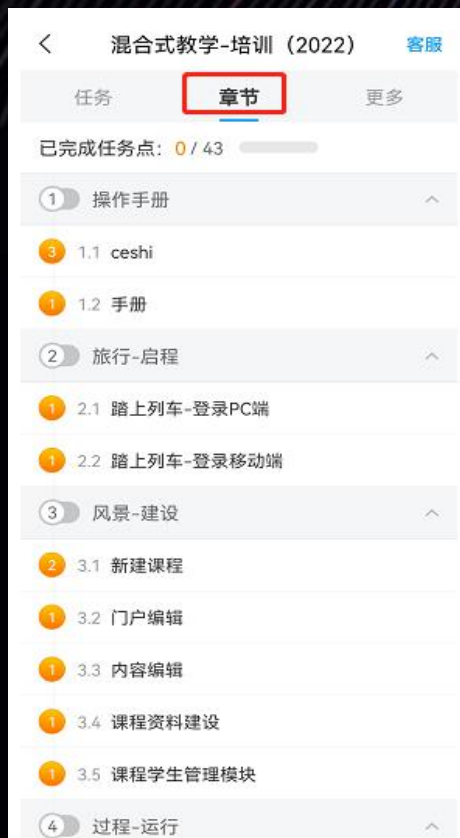 混合式教学-培训（2022） 客服
任务 章节 更多
已完成任务点：0 / 43
1 操作手册
3 1.1 ceshi
1 1.2 手册
2 旅行-启程
1 2.1 踏上列车-登录PC端
1 2.2 踏上列车-登录移动端
3 风景-建设
2 3.1 新建课程
1 3.2 门户编辑
1 3.3 内容编辑
1 3.4 课程资料建设
1 3.5 课程学生管理模块
4 过程-运行